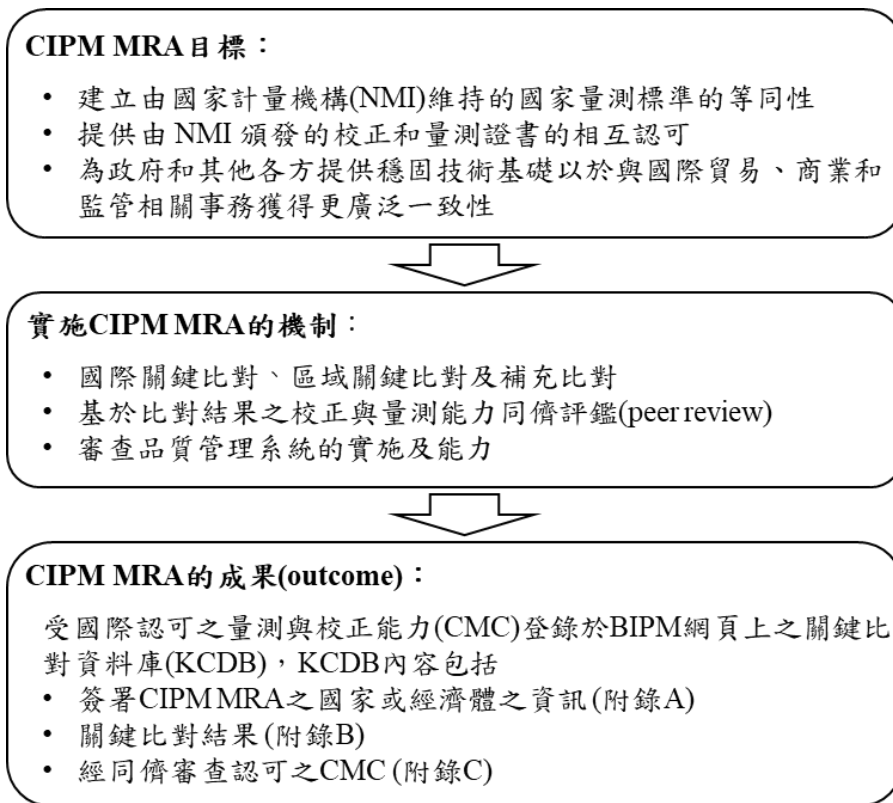 CIPM MRA目標：
• 建立由國家計量機構(NMI)維持的國家量測標準的等同性
• 提供由 NMI 頒發的校正和量測證書的相互認可
• 為政府和其他各方提供穩固技術基礎以於與國際貿易、商業和
監管相關事務獲得更廣泛一致性
實施CIPM MRA的機制：
• 國際關鍵比對、區域關鍵比對及補充比對
• 基於比對結果之校正與量測能力同儕評鑑(peer review)
• 審查品質管理系統的實施及能力
CIPM MRA的成果(outcome)：
受國際認可之量測與校正能力(CMC)登錄於BIPM網頁上之關鍵比
對資料庫(KCDB)，KCDB內容包括
• 簽署CIPM MRA之國家或經濟體之資訊(附錄A)
• 關鍵比對結果(附錄B)
• 經同儕審查認可之CMC (附錄C)